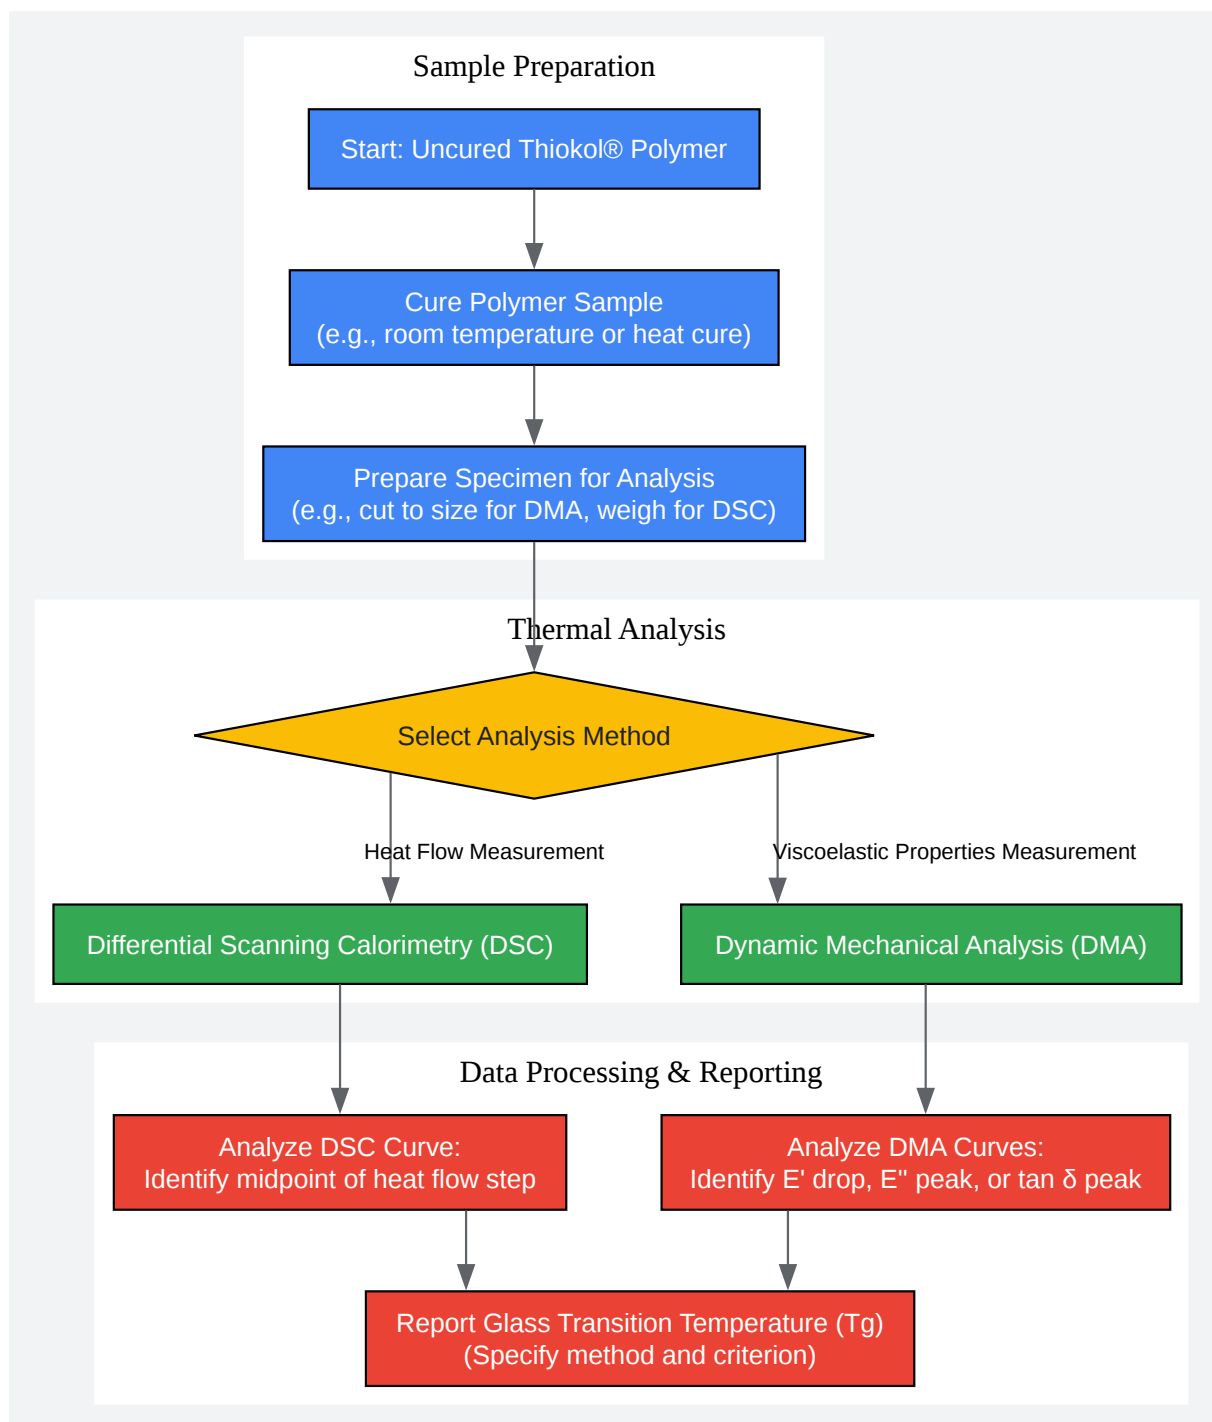 Sample Preparation
Start: Uncured Thiokol® Polymer
Cure Polymer Sample
(e.g., room temperature or heat cure)
Prepare Specimen for Analysis
(e.g., cut to size for DMA, weigh for DSC)
Thermal Analysis
Select Analysis Method
Heat Flow Measurement
Viscoelastic Properties Measurement
Differential Scanning Calorimetry (DSC)
Dynamic Mechanical Analysis (DMA)
Data Processing & Reporting
Analyze DSC Curve:
Identify midpoint of heat flow step
Analyze DMA Curves:
Identify E' drop, E'' peak, or tan δ peak
Report Glass Transition Temperature (Tg)
(Specify method and criterion)